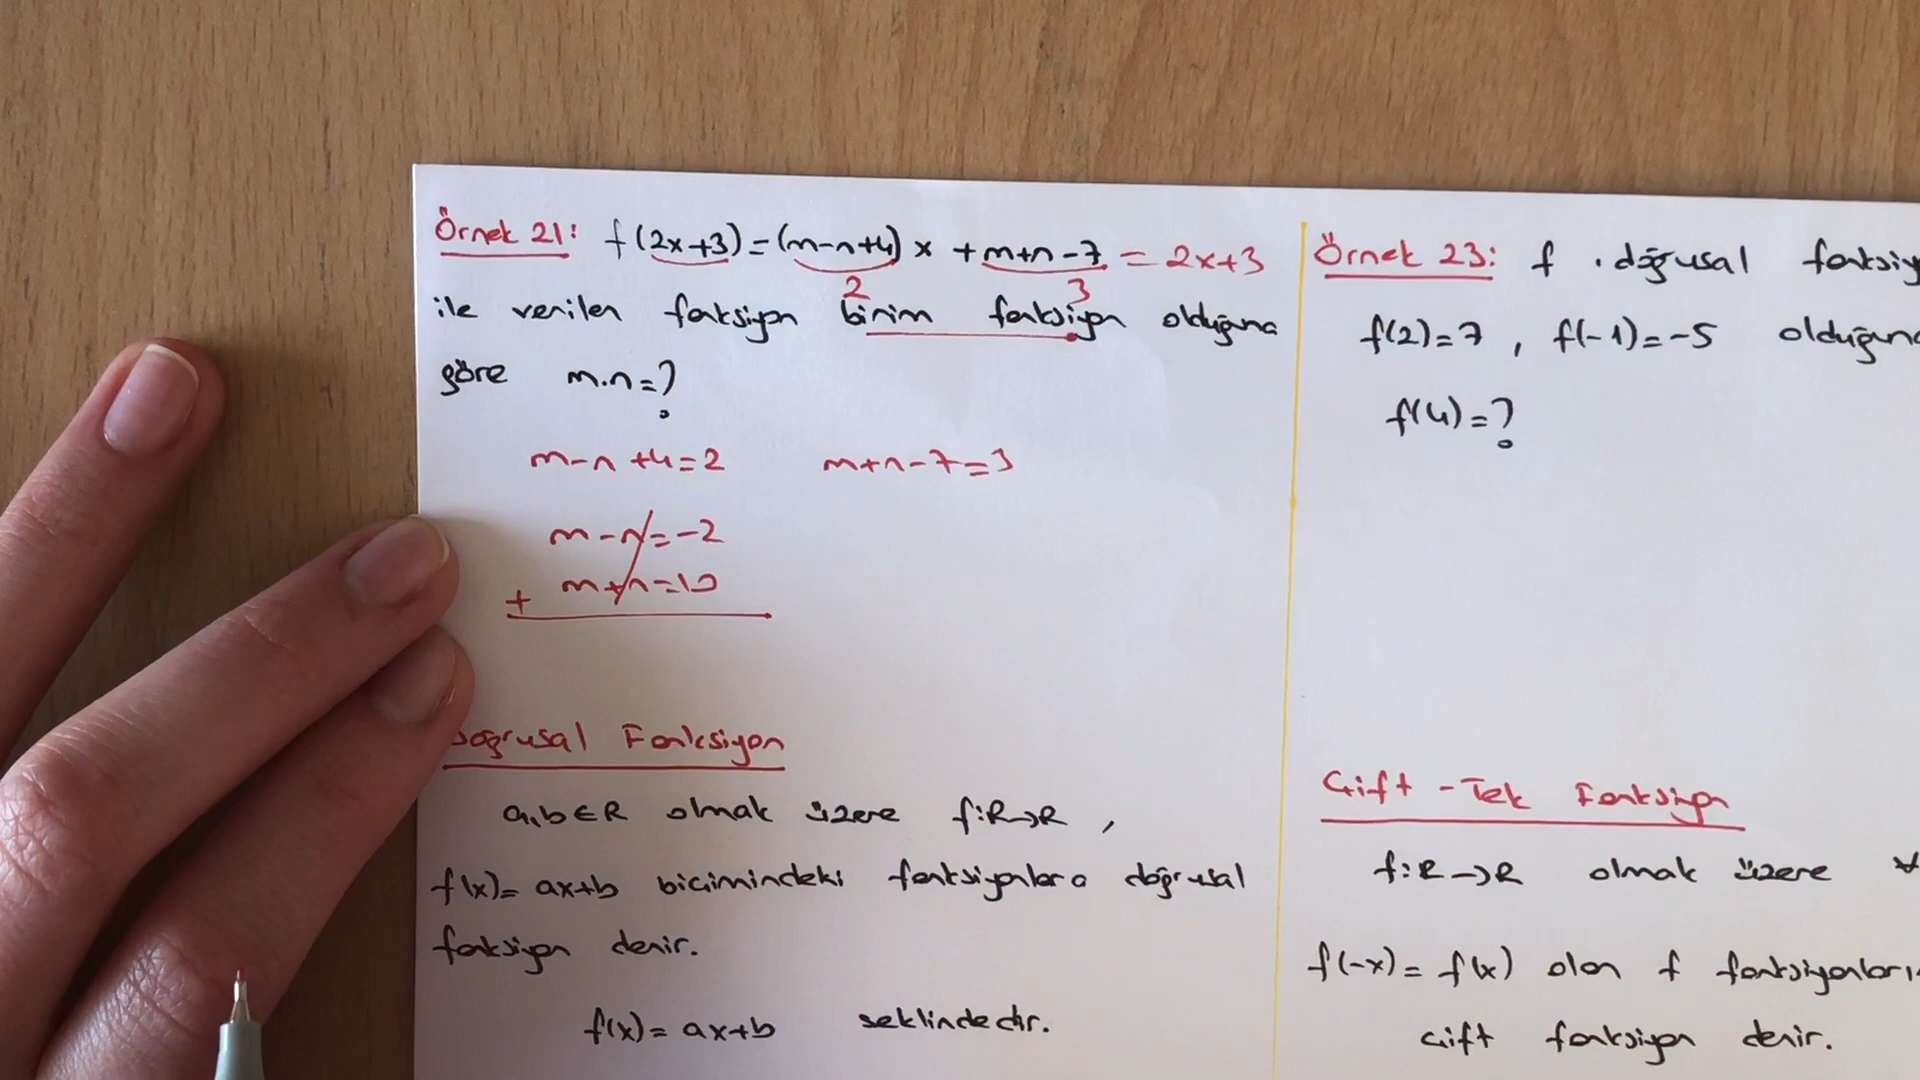 Örnek 21: f(2x+3)=(m-n+4)x +m+n-7 = 2x+3
2 3
ile verilen fonksiyon birim fonksiyon olduğuna
göre m.n=?
m-n+4=2 m+n-7=3
m-n=-2
+ m+n=10
Doğrusal Fonksiyon
a,b∈R olmak üzere f:R→R ,
f(x)= ax+b biçimindeki fonksiyonlara doğrusal
fonksiyon denir.
f(x)= ax+b şeklindedir.
Örnek 23: f doğrusal fonksiy
f(2)=7 , f(-1)=-5 olduğuna
f(4)=?
Çift - Tek Fonksiyon
f:R→R olmak üzere ∀
f(-x)= f(x) olan f fonksiyonları
çift fonksiyon denir.